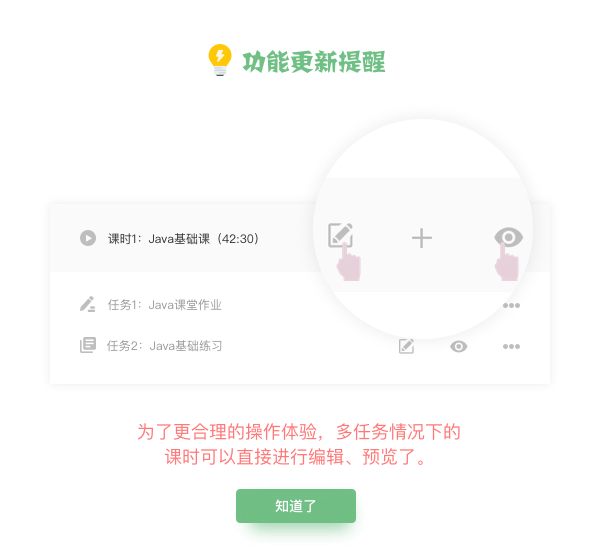 功能更新提醒
课时1：Java基础课（42:30）
任务1：Java课堂作业
任务2：Java基础练习
为了更合理的操作体验，多任务情况下的
课时可以直接进行编辑、预览了。
知道了